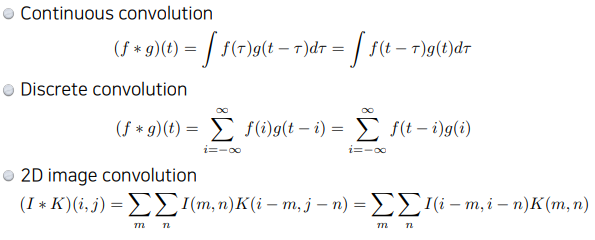 Continuous convolution
(f ∗ g)(t) = ∫ f(τ)g(t − τ)dτ = ∫ f(t − τ)g(t)dτ
Discrete convolution
(f ∗ g)(t) = ∑_{i=−∞}^{∞} f(i)g(t − i) = ∑_{i=−∞}^{∞} f(t − i)g(i)
2D image convolution
(I ∗ K)(i, j) = ∑_m ∑_n I(m, n)K(i − m, j − n) = ∑_m ∑_n I(i − m, i − n)K(m, n)